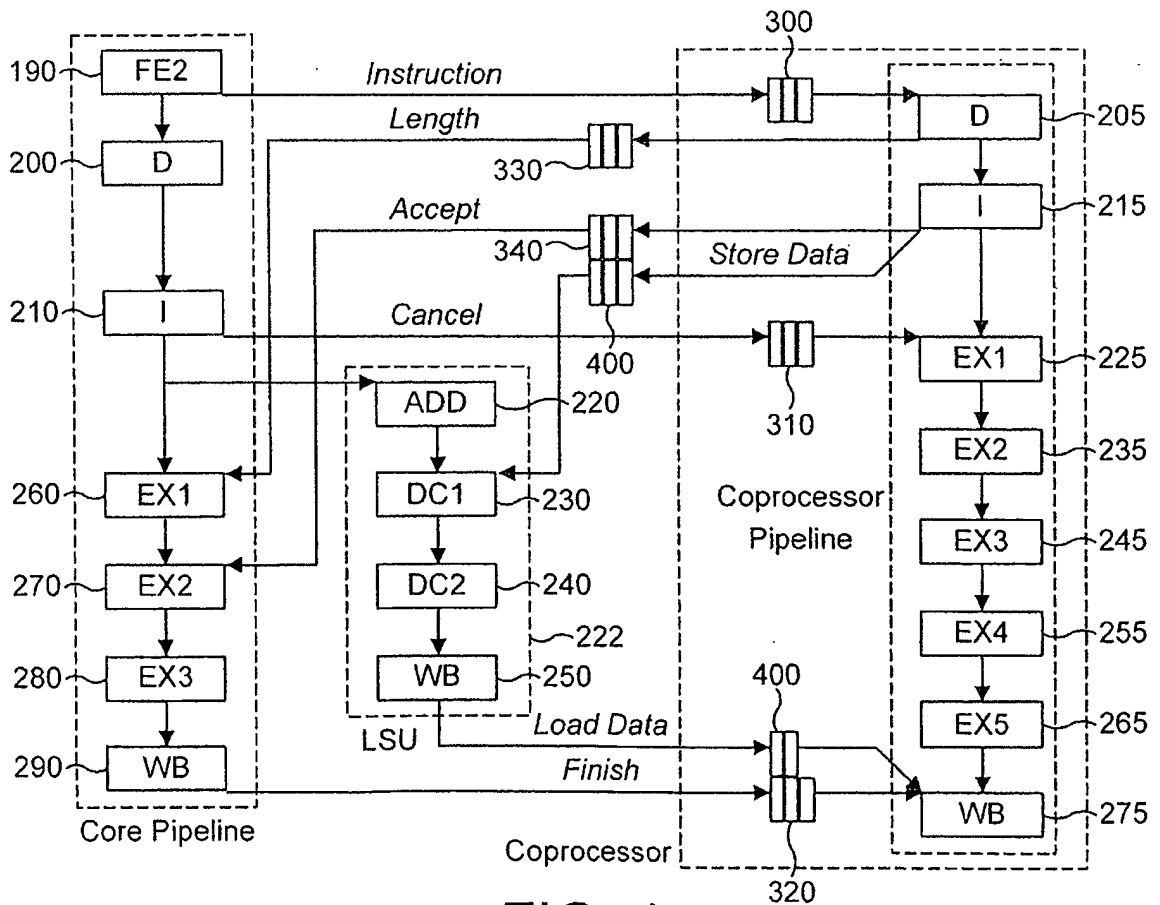 300
190 FE2
Instruction
D 205
Length
200 D
330
I 215
Accept
340
Store Data
210 I
Cancel
400
EX1 225
ADD 220
310
EX2 235
260 EX1
DC1 230
Coprocessor
Pipeline
EX3 245
270 EX2
DC2 240
222
EX4 255
280 EX3
WB 250
400
EX5 265
LSU
Load Data
290 WB
Finish
WB 275
Core Pipeline
Coprocessor
320